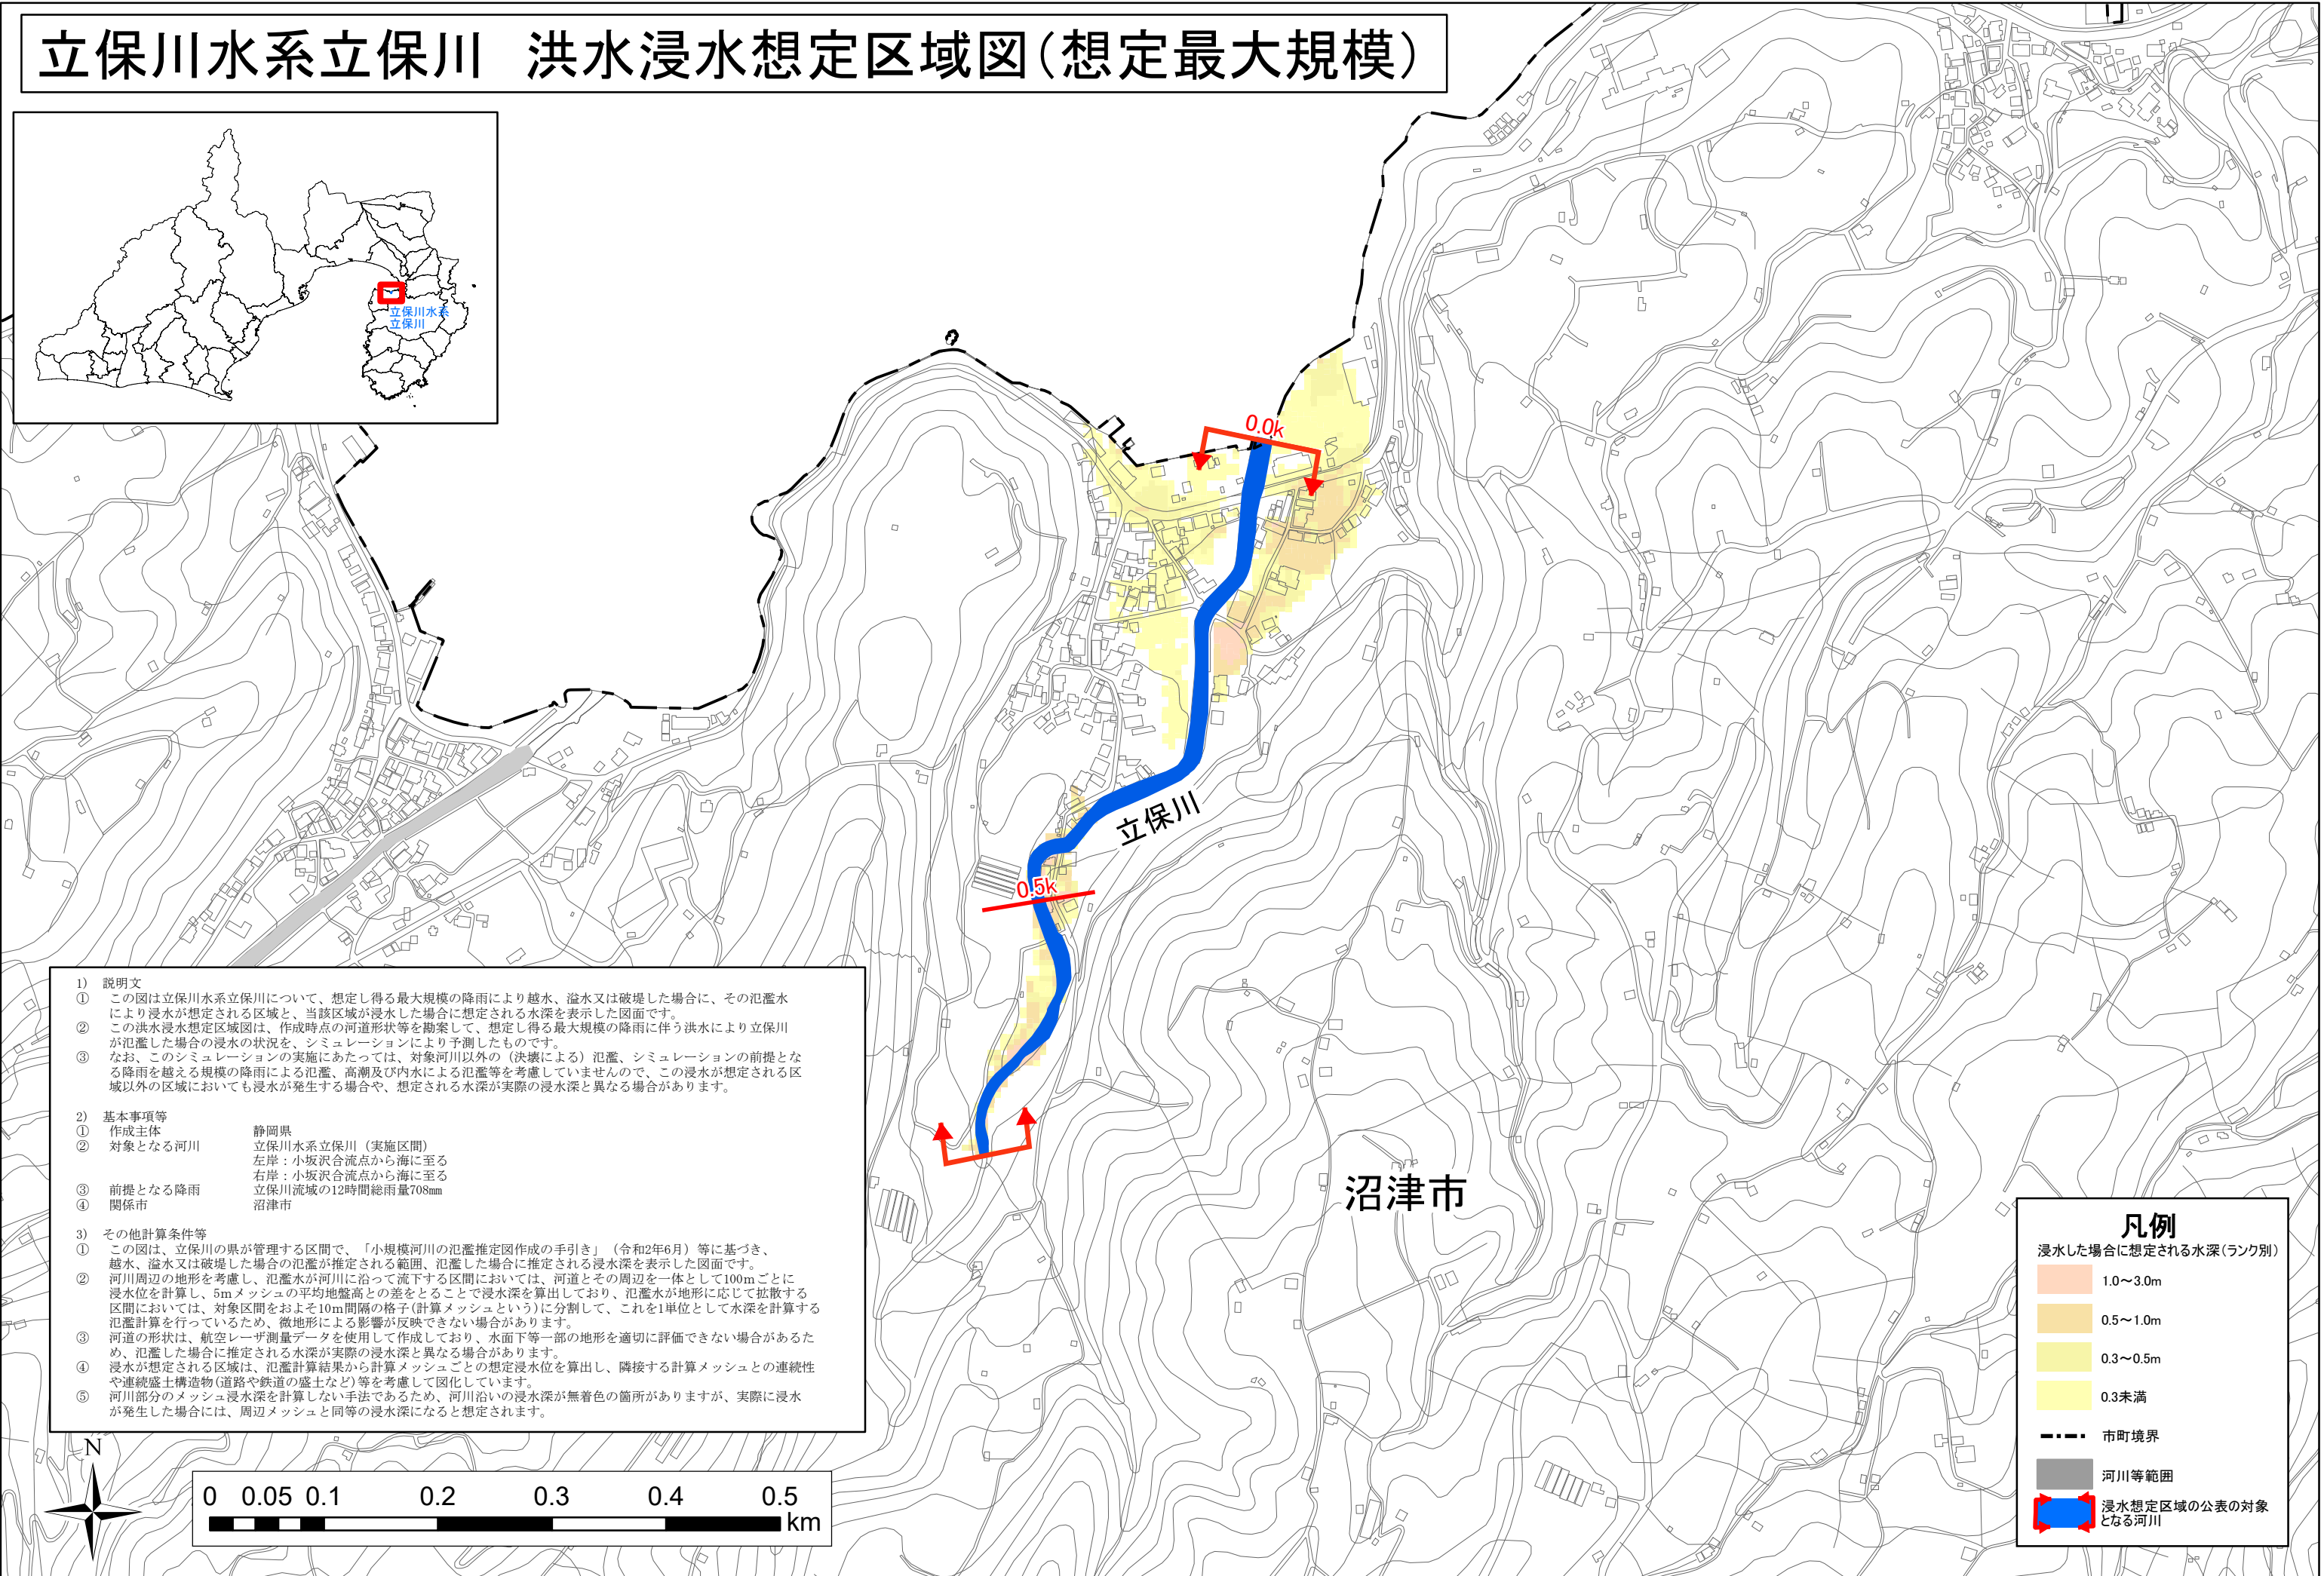 立保川水系立保川　洪水浸水想定区域図(想定最大規模)
立保川水系
立保川
0.0k
立保川
0.5k
沼津市
1)　説明文
①　この図は立保川水系立保川について、想定し得る最大規模の降雨により越水、溢水又は破堤した場合に、その氾濫水
により浸水が想定される区域と、当該区域が浸水した場合に想定される水深を表示した図面です。
②　この洪水浸水想定区域図は、作成時点の河道形状等を勘案して、想定し得る最大規模の降雨に伴う洪水により立保川
が氾濫した場合の浸水の状況を、シミュレーションにより予測したものです。
③　なお、このシミュレーションの実施にあたっては、対象河川以外の（決壊による）氾濫、シミュレーションの前提とな
る降雨を越える規模の降雨による氾濫、高潮及び内水による氾濫等を考慮していませんので、この浸水が想定される区
域以外の区域においても浸水が発生する場合や、想定される水深が実際の浸水深と異なる場合があります。
2)　基本事項等
①　作成主体　静岡県
②　対象となる河川　立保川水系立保川（実施区間）
左岸：小坂沢合流点から海に至る
右岸：小坂沢合流点から海に至る
③　前提となる降雨　立保川流域の12時間総雨量708㎜
④　関係市　沼津市
3)　その他計算条件等
①　この図は、立保川の県が管理する区間で、「小規模河川の氾濫推定図作成の手引き」（令和2年6月）等に基づき、
越水、溢水又は破堤した場合の氾濫が推定される範囲、氾濫した場合に推定される浸水深を表示した図面です。
②　河川周辺の地形を考慮し、氾濫水が河川に沿って流下する区間においては、河道とその周辺を一体として100mごとに
浸水位を計算し、5mメッシュの平均地盤高との差をとることで浸水深を算出しており、氾濫水が地形に応じて拡散する
区間においては、対象区間をおよそ10m間隔の格子(計算メッシュという)に分割して、これを1単位として水深を計算する
氾濫計算を行っているため、微地形による影響が反映できない場合があります。
③　河道の形状は、航空レーザ測量データを使用して作成しており、水面下等一部の地形を適切に評価できない場合があるた
め、氾濫した場合に推定される水深が実際の浸水深と異なる場合があります。
④　浸水が想定される区域は、氾濫計算結果から計算メッシュごとの想定浸水位を算出し、隣接する計算メッシュとの連続性
や連続盛土構造物(道路や鉄道の盛土など)等を考慮して図化しています。
⑤　河川部分のメッシュ浸水深を計算しない手法であるため、河川沿いの浸水深が無着色の箇所がありますが、実際に浸水
が発生した場合には、周辺メッシュと同等の浸水深になると想定されます。
N
0 0.05 0.1 0.2 0.3 0.4 0.5
km
凡例
浸水した場合に想定される水深(ランク別)
1.0～3.0m
0.5～1.0m
0.3～0.5m
0.3未満
市町境界
河川等範囲
浸水想定区域の公表の対象
となる河川